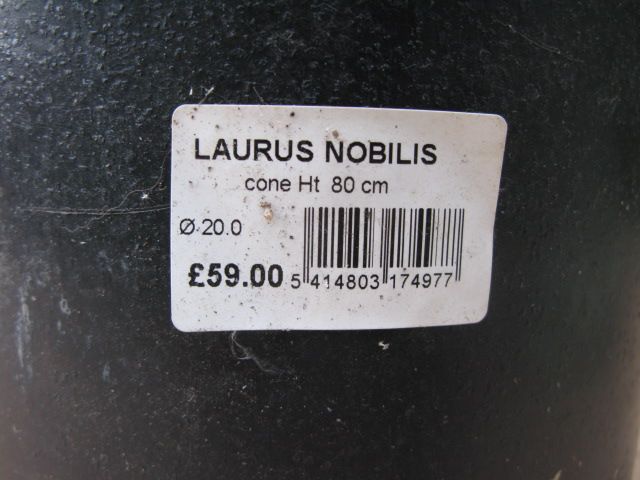 LAURUS NOBILIS
cone Ht 80 cm
Ø 20.0
£59.00
5 414803 174977